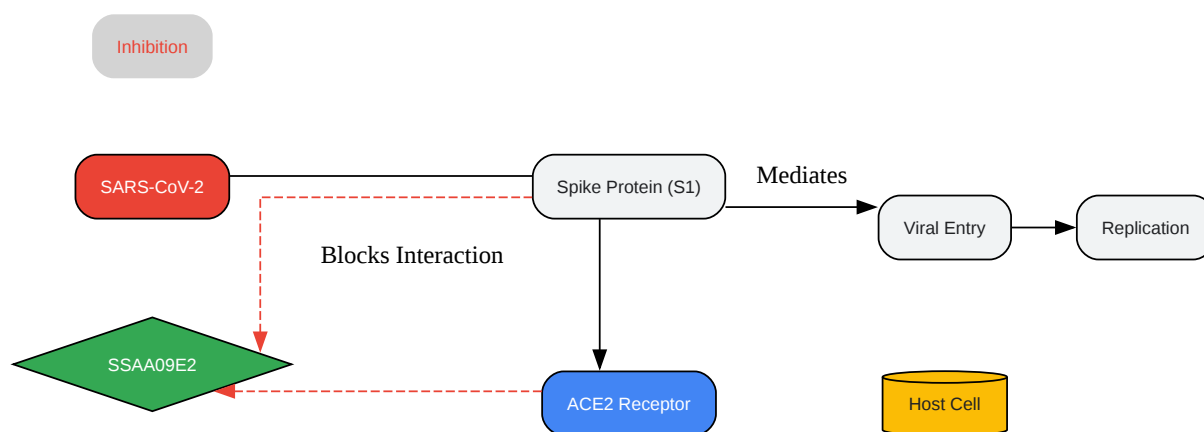 Inhibition
SARS-CoV-2
Spike Protein (S1)
Mediates
Viral Entry
Replication
Blocks Interaction
SSAA09E2
ACE2 Receptor
Host Cell